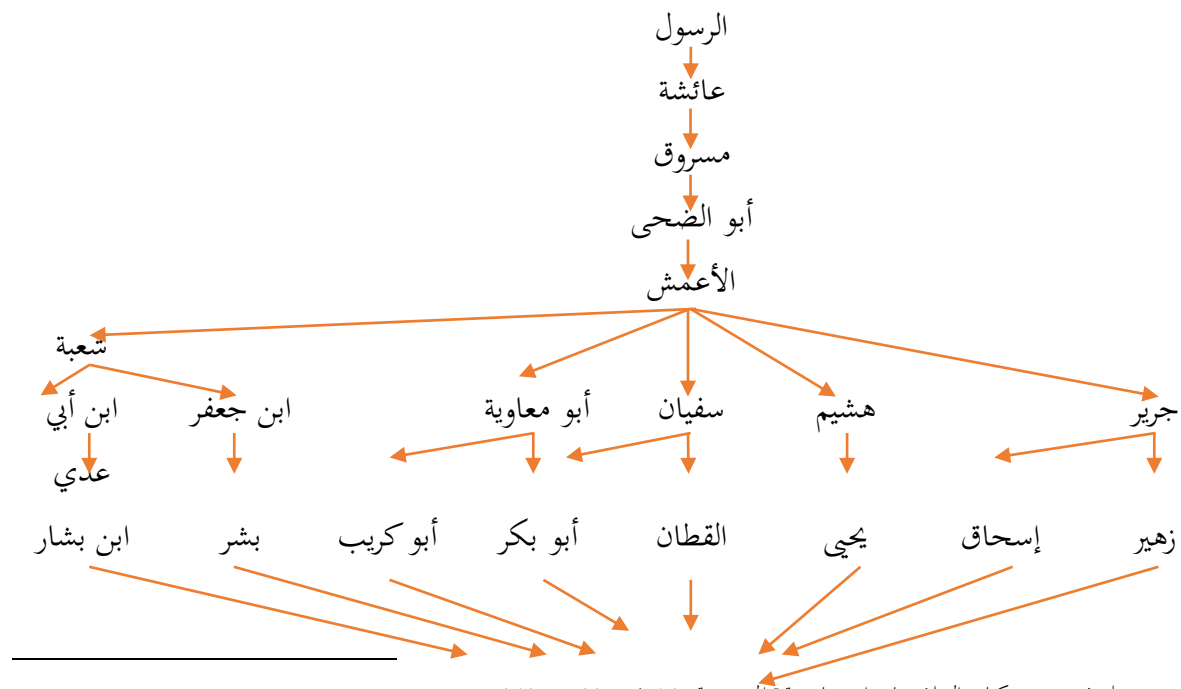 الرسول
عائشة
مسروق
أبو الضحى
الأعمش
شعبة
جرير هشيم سفيان أبو معاوية ابن جعفر ابن أبي
عدي
زهير إسحاق يحيى القطان أبو بكر أبو كريب بشر ابن بشار